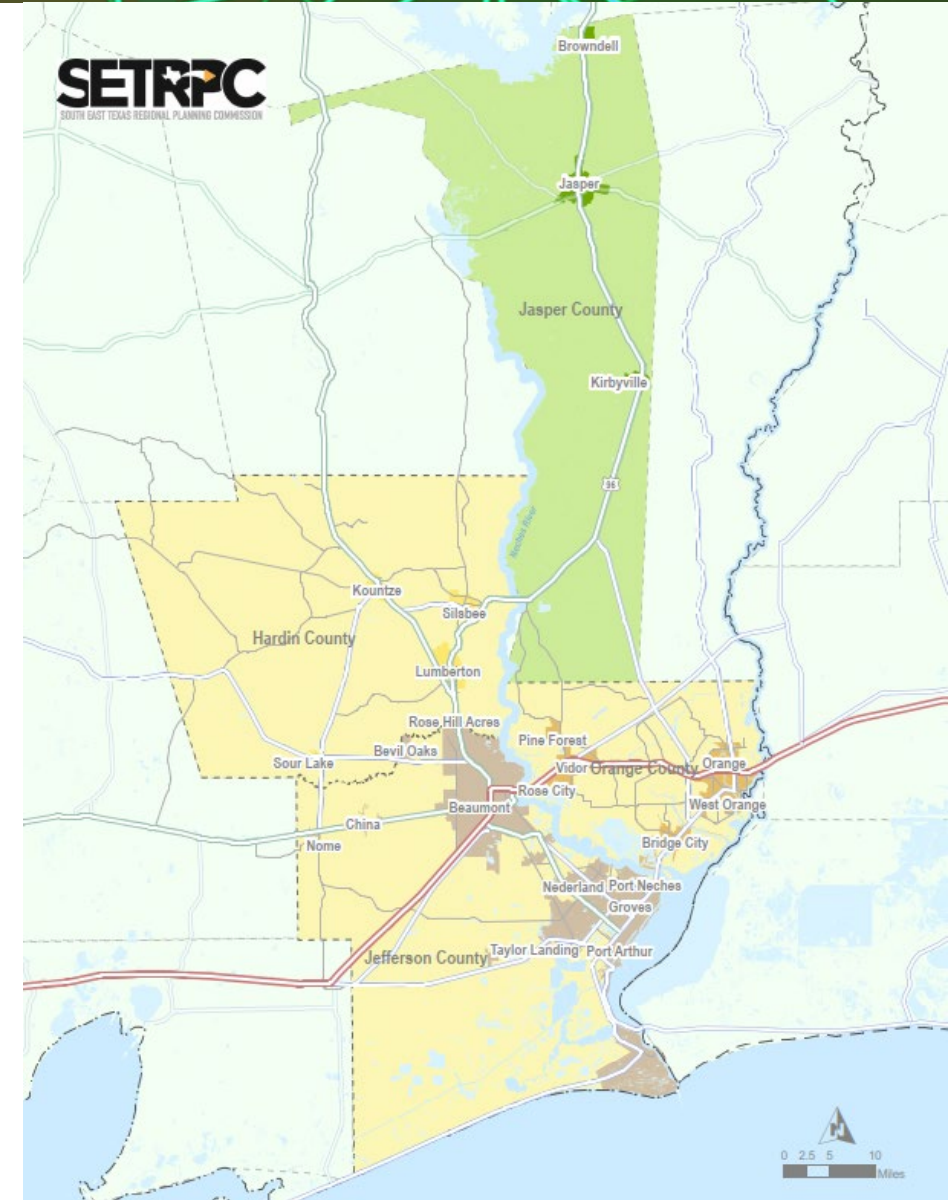 SETRPC
SOUTH EAST TEXAS REGIONAL PLANNING COMMISSION
Browndell
Jasper
Jasper County
Kirbyville
96
Neches River
Kountze
Silsbee
Hardin County
Lumberton
Rose Hill Acres
Pine Forest
Bevil Oaks
Sour Lake
Vidor
Orange County
Orange
Rose City
Beaumont
West Orange
China
Nome
Bridge City
Nederland
Port Neches
Groves
Taylor Landing
Port Arthur
Jefferson County
N
0 2.5 5 10
Miles